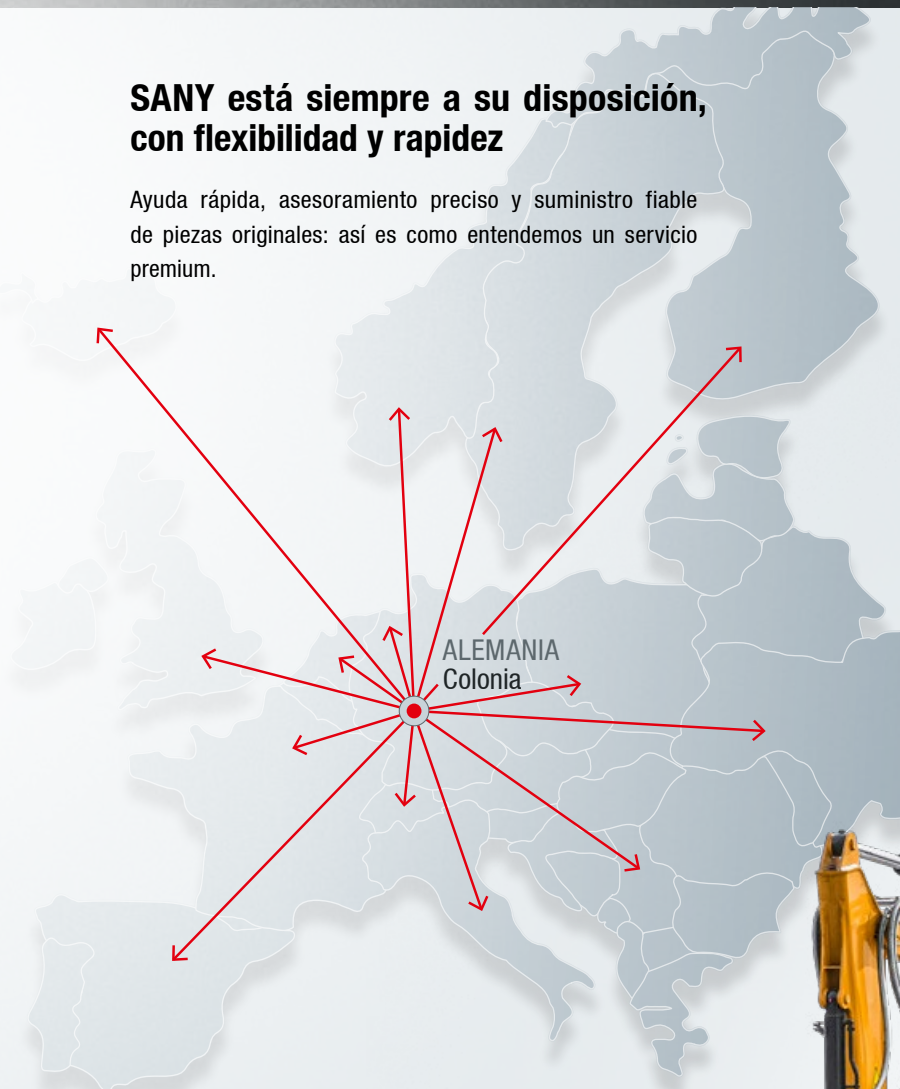 SANY está siempre a su disposición,
con flexibilidad y rapidez
Ayuda rápida, asesoramiento preciso y suministro fiable
de piezas originales: así es como entendemos un servicio
premium.
ALEMANIA
Colonia